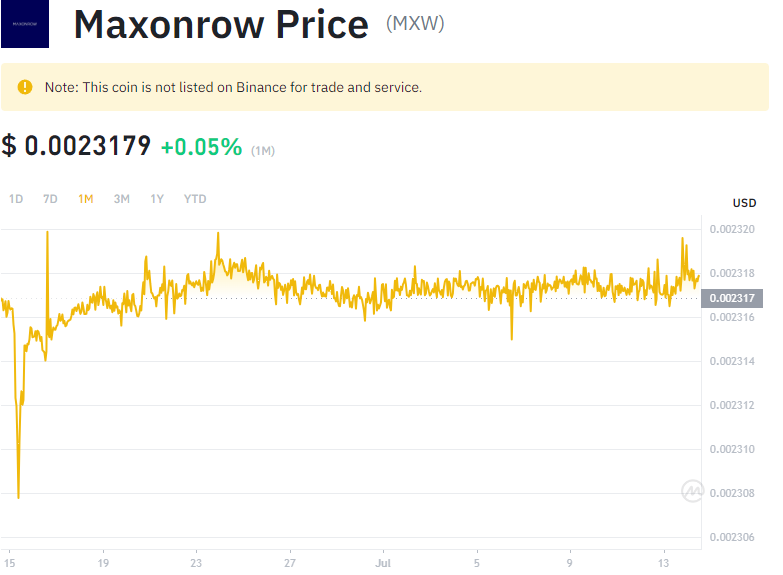 MAXONROW
Maxonrow Price (MXW)
Note: This coin is not listed on Binance for trade and service.
$ 0.0023179 +0.05% (1M)
1D 7D 1M 3M 1Y YTD
USD
0.002320
0.002318
0.002317
0.002316
0.002314
0.002312
0.002310
0.002308
0.002306
15 19 23 27 Jul 5 9 13